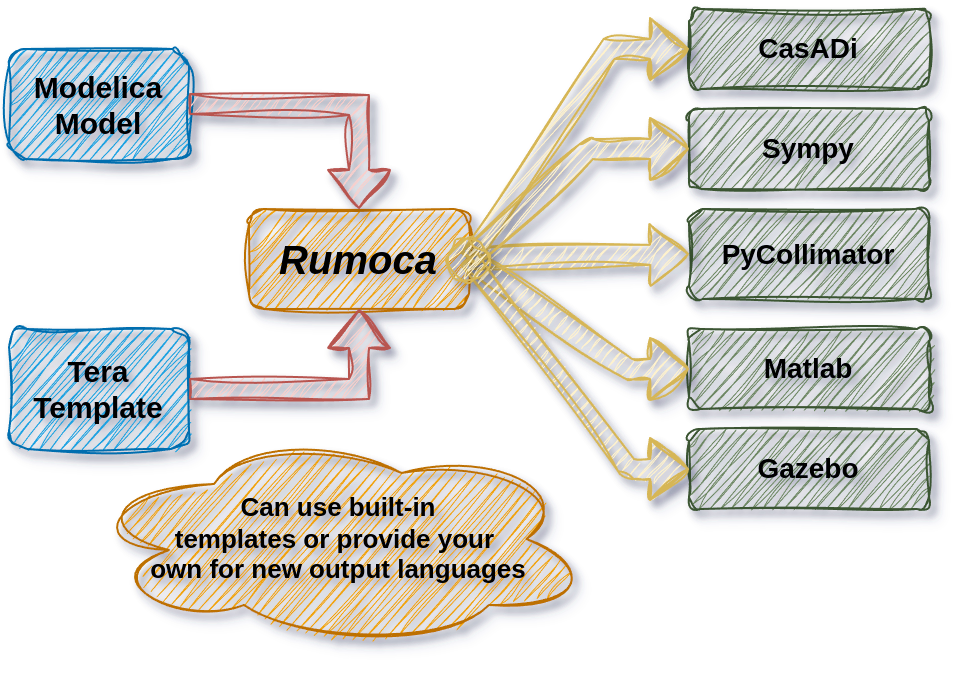 Modelica
Model
Tera
Template
Rumoca
CasADi
Sympy
PyCollimator
Matlab
Gazebo
Can use built-in
templates or provide your
own for new output languages